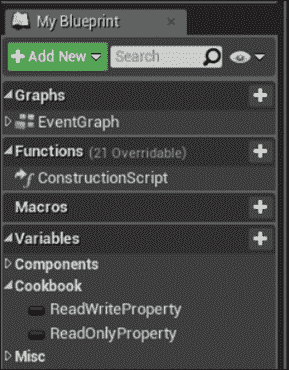 My Blueprint
Add New Search
Graphs
EventGraph
Functions (21 Overridable)
ConstructionScript
Macros
Variables
Components
Cookbook
ReadWriteProperty
ReadOnlyProperty
Misc